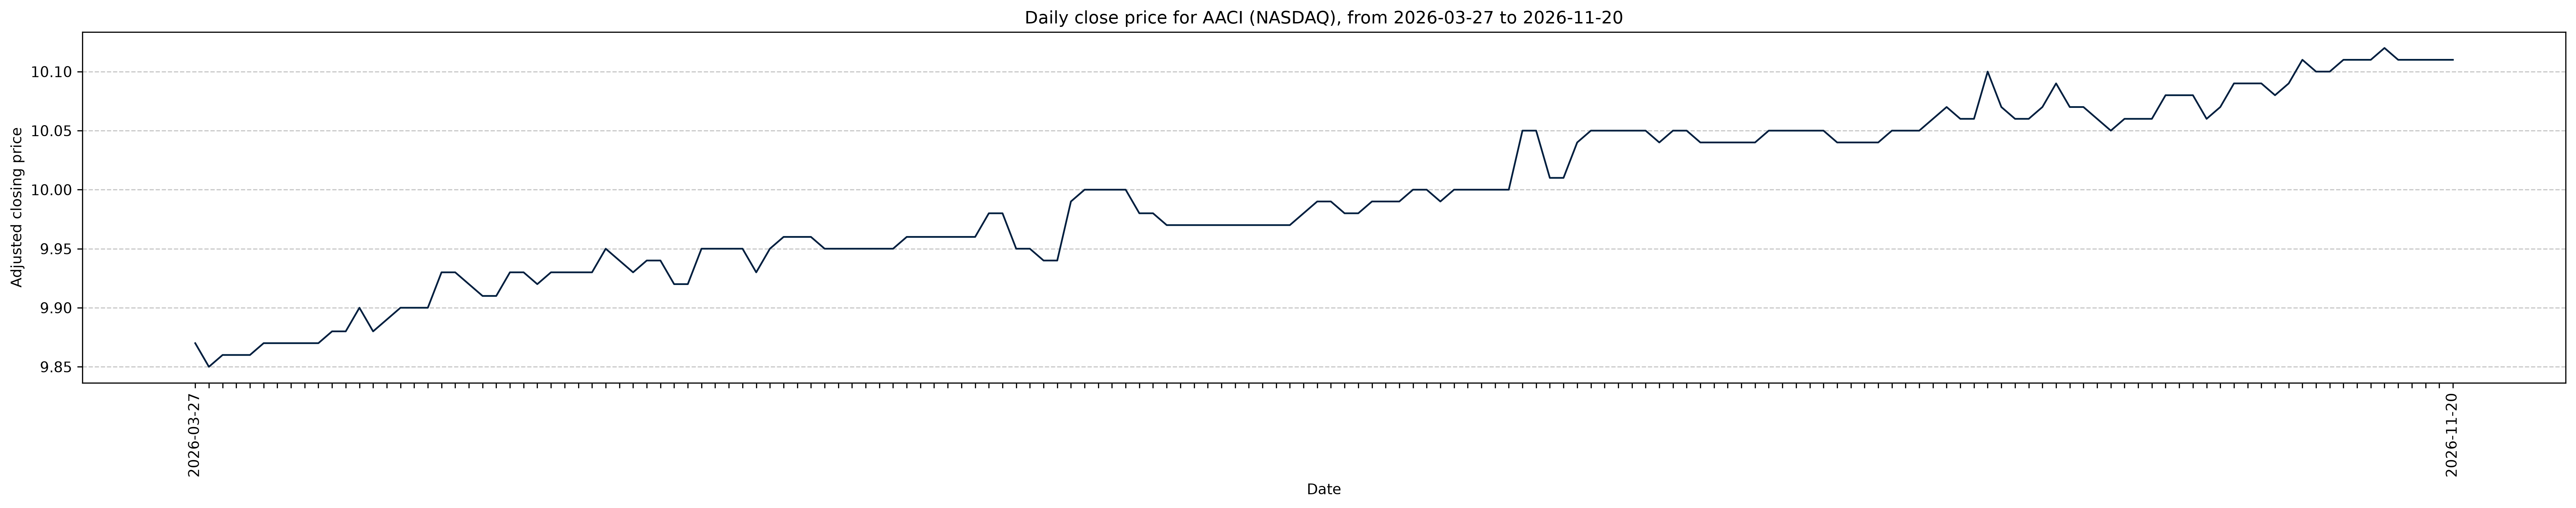 Daily close price for AACI (NASDAQ), from 2026-03-27 to 2026-11-20
Adjusted closing price
10.10
10.05
10.00
9.95
9.90
9.85
2026-03-27
2026-11-20
Date